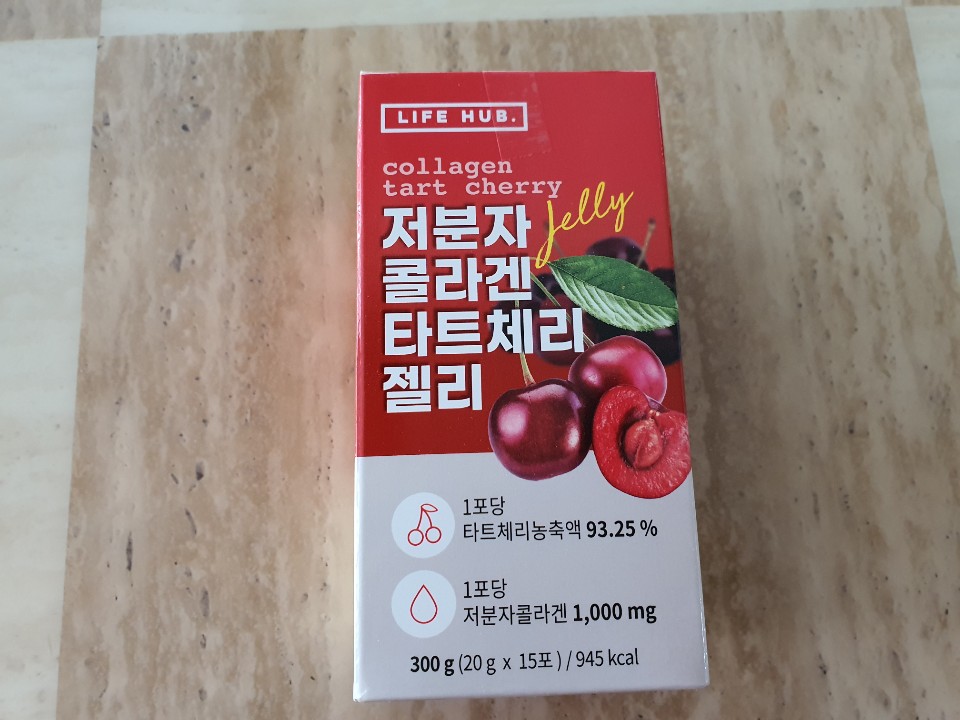 LIFE HUB.
collagen
tart cherry
Jelly
저분자
콜라겐
타트체리
젤리
1포당
타트체리농축액 93.25 %
1포당
저분자콜라겐 1,000 mg
300 g (20 g x 15포) / 945 kcal